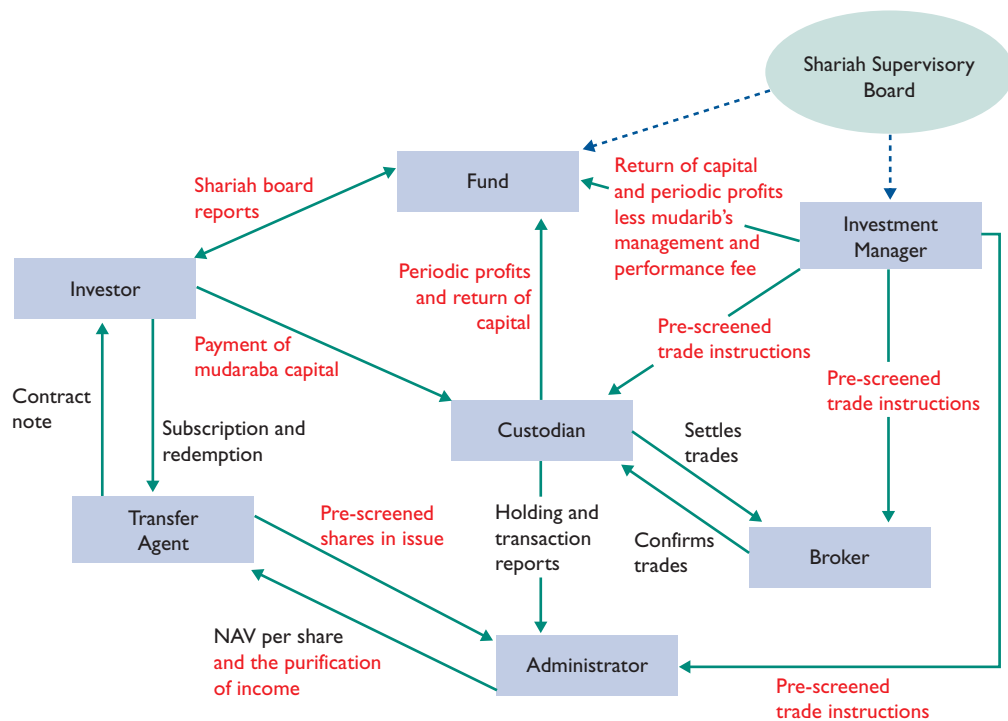 Shariah Supervisory
Board
Fund
Return of capital
and periodic profits
less mudarib’s
management and
performance fee
Shariah board
reports
Investment
Manager
Investor
Periodic profits
and return of
capital
Payment of
mudaraba capital
Pre-screened
trade instructions
Pre-screened
trade instructions
Contract
note
Subscription and
redemption
Custodian
Settles
trades
Transfer
Agent
Pre-screened
shares in issue
Holding and
transaction
reports
Confirms
trades
Broker
NAV per share
and the purification
of income
Administrator
Pre-screened
trade instructions